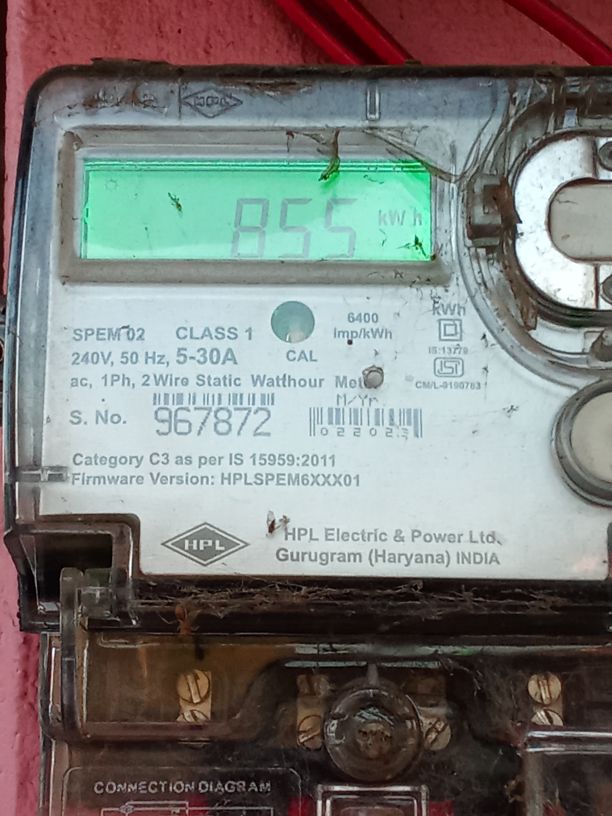 HPL
855 kWh
6400
imp/kWh
kWh
SPEM 02 CLASS 1
CAL
IS:13779
240V, 50 Hz, 5-30A
ac, 1Ph, 2 Wire Static Watthour
CM/L-9190763
M/Yr
S. No. 967872
022023
Category C3 as per IS 15959:2011
Firmware Version: HPLSPEM6XXX01
HPL
HPL Electric & Power Ltd.
Gurugram (Haryana) INDIA
CONNECTION DIAGRAM